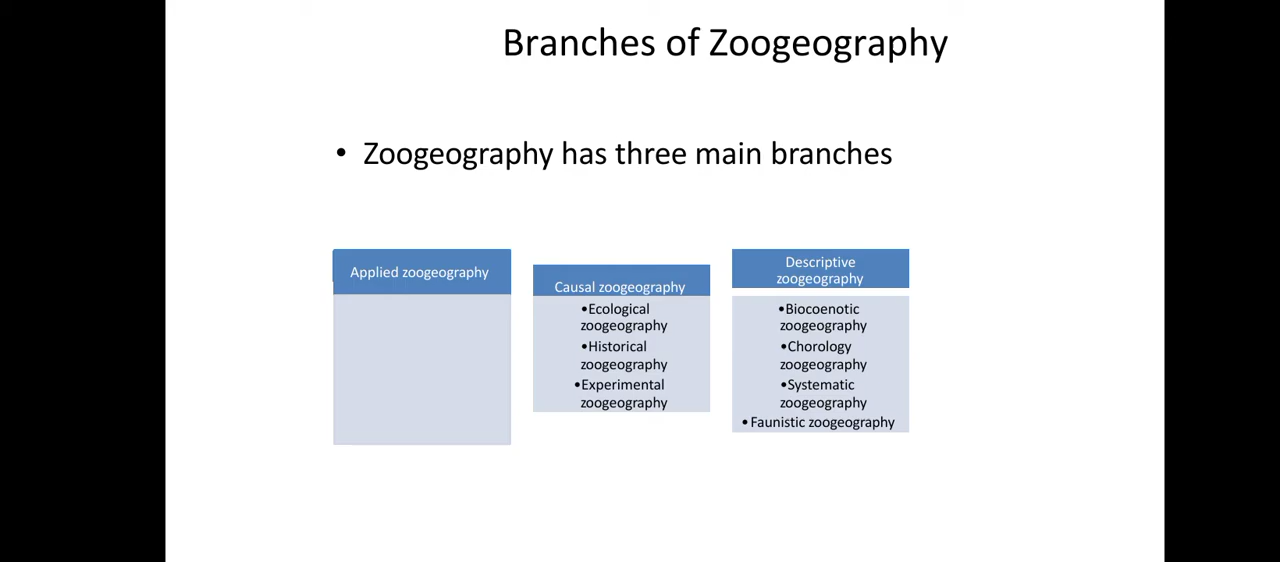 Branches of Zoogeography
• Zoogeography has three main branches
Applied zoogeography
Causal zoogeography
•Ecological
zoogeography
•Historical
zoogeography
•Experimental
zoogeography
Descriptive
zoogeography
•Biocoenotic
zoogeography
•Chorology
zoogeography
•Systematic
zoogeography
• Faunistic zoogeography